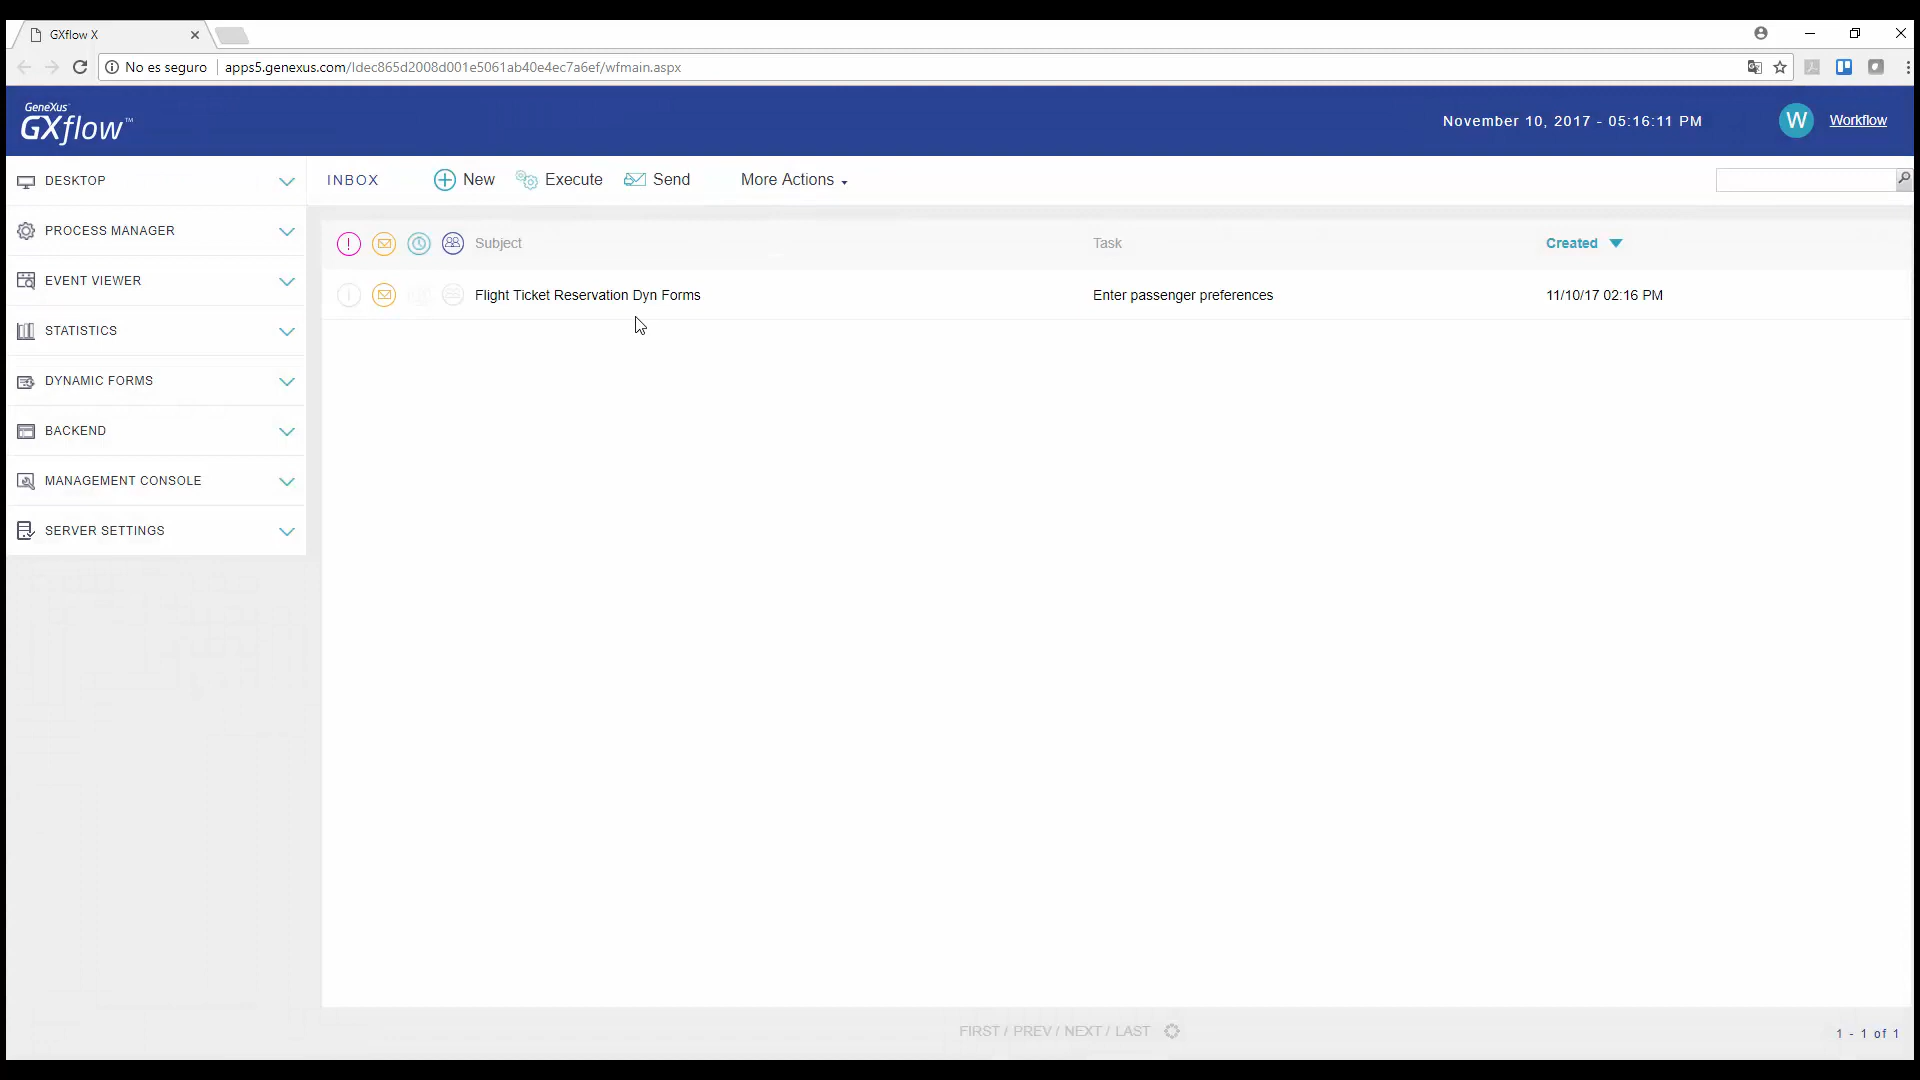 GXflow X
No es seguro apps5.genexus.com/Idec865d2008d001e5061ab40e4ec7a6ef/wfmain.aspx
GeneXus
GXflow™
November 10, 2017 - 05:16:11 PM
W
Workflow
DESKTOP
PROCESS MANAGER
EVENT VIEWER
STATISTICS
DYNAMIC FORMS
BACKEND
MANAGEMENT CONSOLE
SERVER SETTINGS
INBOX New Execute Send More Actions
Subject Task Created
Flight Ticket Reservation Dyn Forms Enter passenger preferences 11/10/17 02:16 PM
FIRST / PREV / NEXT / LAST
1 - 1 of 1